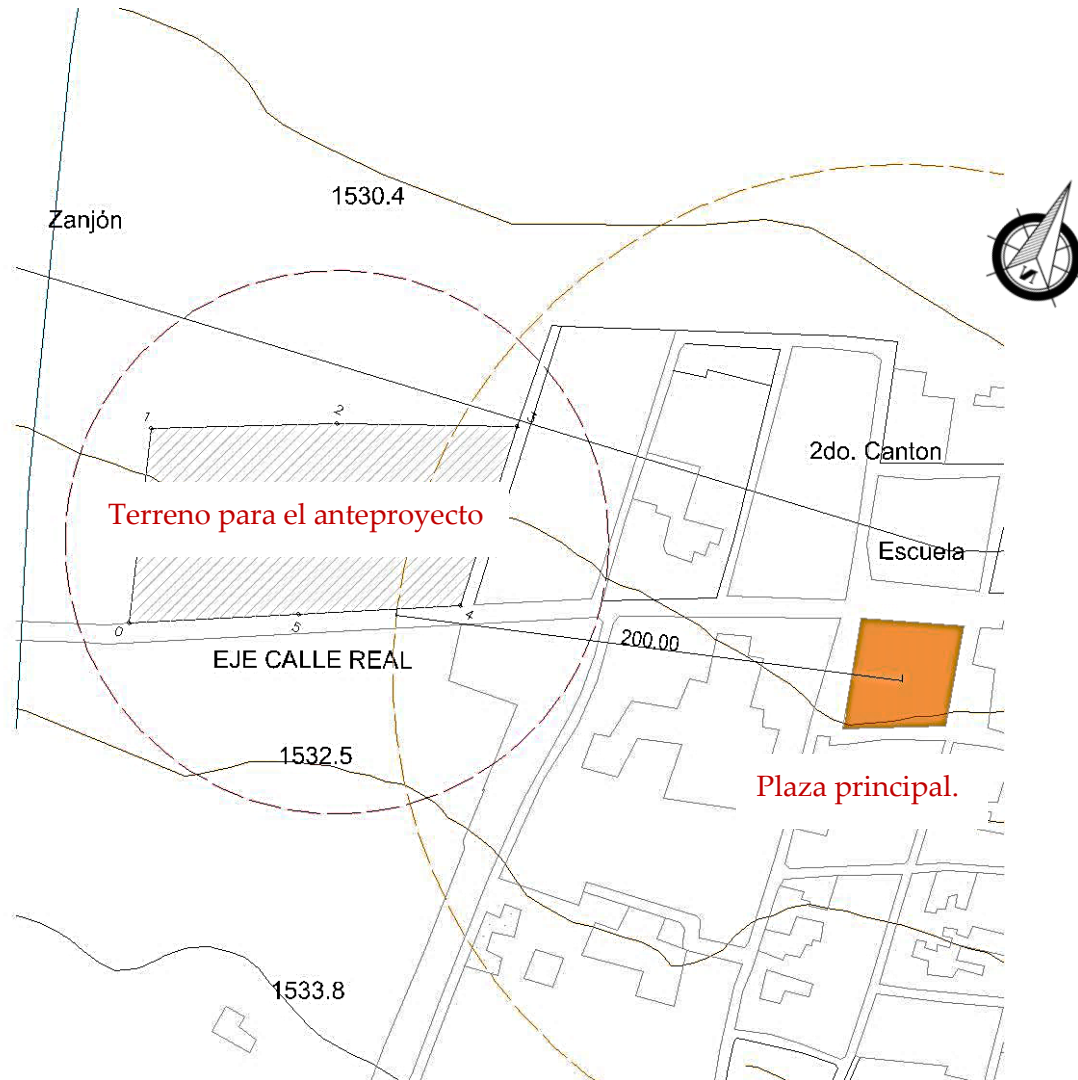 1530.4
Zanjón
N
1
2
3
2do. Canton
Terreno para el anteproyecto
Escuela
0
5
4
200.00
EJE CALLE REAL
1532.5
Plaza principal.
1533.8